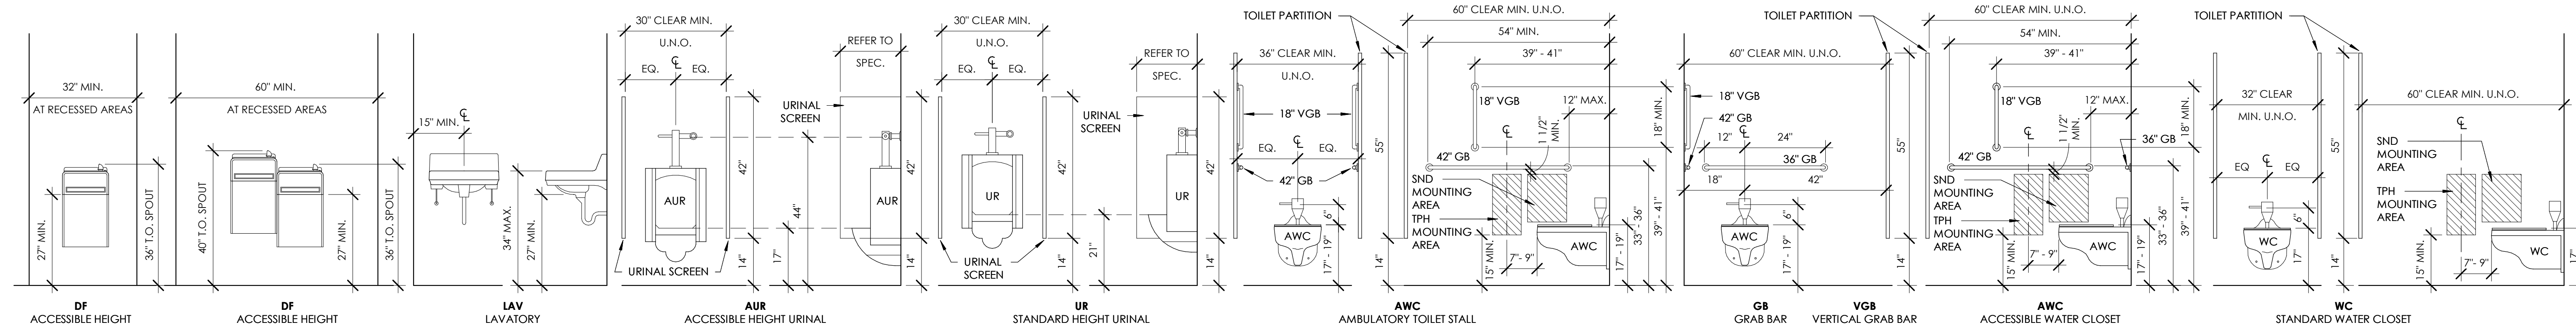 32" MIN.
AT RECESSED AREAS
27" MIN.
36" T.O. SPOUT
DF
ACCESSIBLE HEIGHT
60" MIN.
AT RECESSED AREAS
40" T.O. SPOUT
27" MIN.
36" T.O. SPOUT
DF
ACCESSIBLE HEIGHT
15" MIN.
℄
34" MAX.
27" MIN.
LAV
LAVATORY
30" CLEAR MIN.
U.N.O.
℄
EQ.
EQ.
REFER TO
SPEC.
URINAL
SCREEN
AUR
AUR
42"
14"
17"
44"
42"
14"
URINAL SCREEN
AUR
ACCESSIBLE HEIGHT URINAL
30" CLEAR MIN.
U.N.O.
℄
EQ.
EQ.
REFER TO
SPEC.
URINAL
SCREEN
UR
UR
42"
14"
21"
42"
14"
URINAL
SCREEN
UR
STANDARD HEIGHT URINAL
TOILET PARTITION
36" CLEAR MIN.
U.N.O.
18" VGB
℄
EQ.
EQ.
42" GB
AWC
6"
17" - 19"
55"
14"
60" CLEAR MIN. U.N.O.
54" MIN.
39" - 41"
18" VGB
12" MAX.
℄
1 1/2"
MIN.
18" MIN.
42" GB
SND
MOUNTING
AREA
TPH
MOUNTING
AREA
AWC
15" MIN.
7"- 9"
17" - 19"
33" - 36"
39" - 41"
AWC
AMBULATORY TOILET STALL
TOILET PARTITION
60" CLEAR MIN. U.N.O.
18" VGB
42" GB
12"
℄
24"
36" GB
18"
42"
AWC
6"
17" - 19"
55"
14"
GB
GRAB BAR
VGB
VERTICAL GRAB BAR
60" CLEAR MIN. U.N.O.
54" MIN.
39" - 41"
18" VGB
12" MAX.
℄
1 1/2"
MIN.
18" MIN.
36" GB
42" GB
SND
MOUNTING
AREA
TPH
MOUNTING
AREA
AWC
15" MIN.
7"- 9"
17" - 19"
33" - 36"
39" - 41"
AWC
ACCESSIBLE WATER CLOSET
TOILET PARTITION
32" CLEAR
MIN. U.N.O.
℄
EQ
EQ
WC
6"
17"
55"
14"
60" CLEAR MIN. U.N.O.
℄
SND
MOUNTING
AREA
TPH
MOUNTING
AREA
WC
15" MIN.
7"- 9"
17"
WC
STANDARD WATER CLOSET